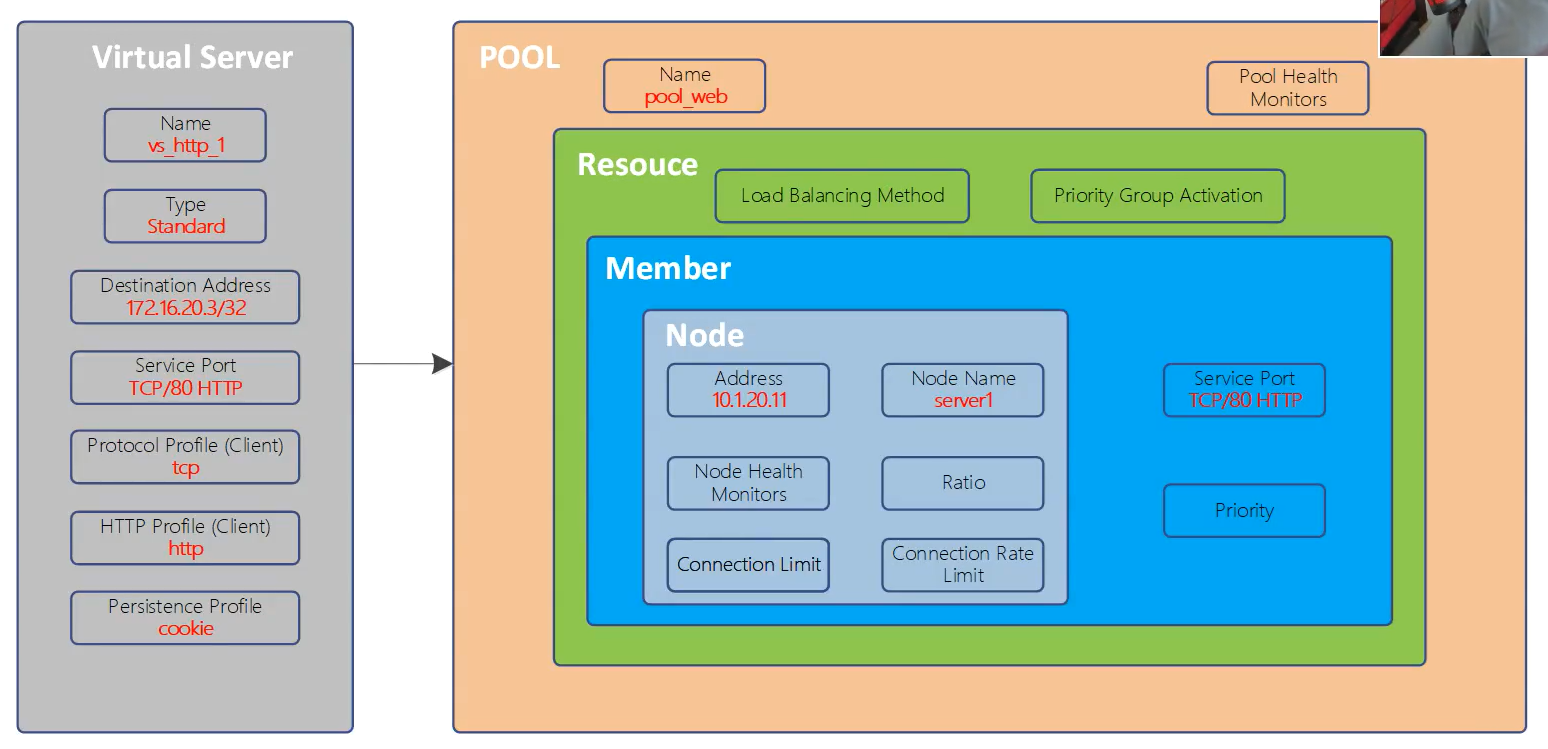 Virtual Server
Name
vs_http_1
Type
Standard
Destination Address
172.16.20.3/32
Service Port
TCP/80 HTTP
Protocol Profile (Client)
tcp
HTTP Profile (Client)
http
Persistence Profile
cookie
POOL
Name
pool_web
Pool Health
Monitors
Resouce
Load Balancing Method
Priority Group Activation
Member
Node
Address
10.1.20.11
Node Name
server1
Node Health
Monitors
Ratio
Connection Limit
Connection Rate
Limit
Service Port
TCP/80 HTTP
Priority